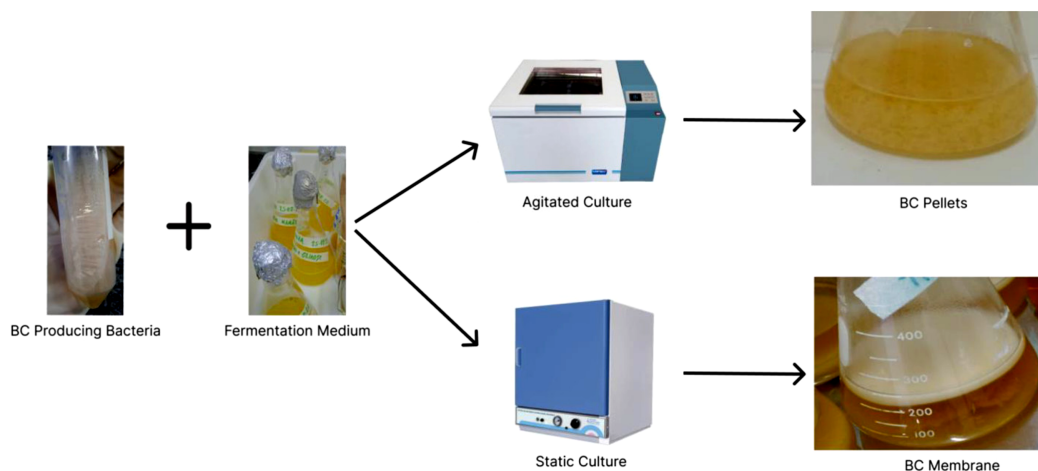 BC Producing Bacteria
Fermentation Medium
Agitated Culture
BC Pellets
400
300
200
100
Static Culture
BC Membrane